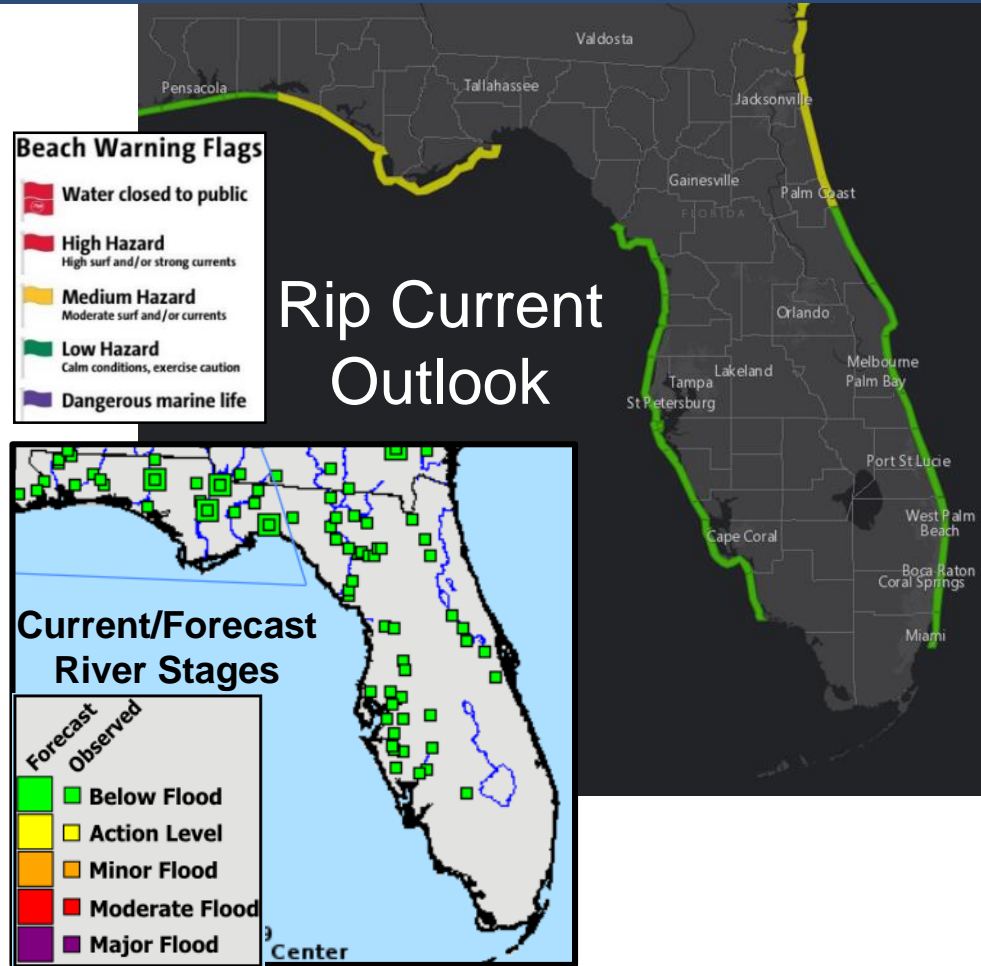 Valdosta
Pensacola
Tallahassee
Jacksonville
Gainesville
FLORIDA
Palm Coast
Orlando
Lakeland
Melbourne
Palm Bay
Tampa
St Petersburg
Port St Lucie
West Palm
Beach
Cape Coral
Boca Raton
Coral Springs
Miami
Beach Warning Flags
Water closed to public
High Hazard
High surf and/or strong currents
Medium Hazard
Moderate surf and/or currents
Low Hazard
Calm conditions, exercise caution
Dangerous marine life
Rip Current
Outlook
Current/Forecast
River Stages
Forecast
Observed
Below Flood
Action Level
Minor Flood
Moderate Flood
Major Flood
Center